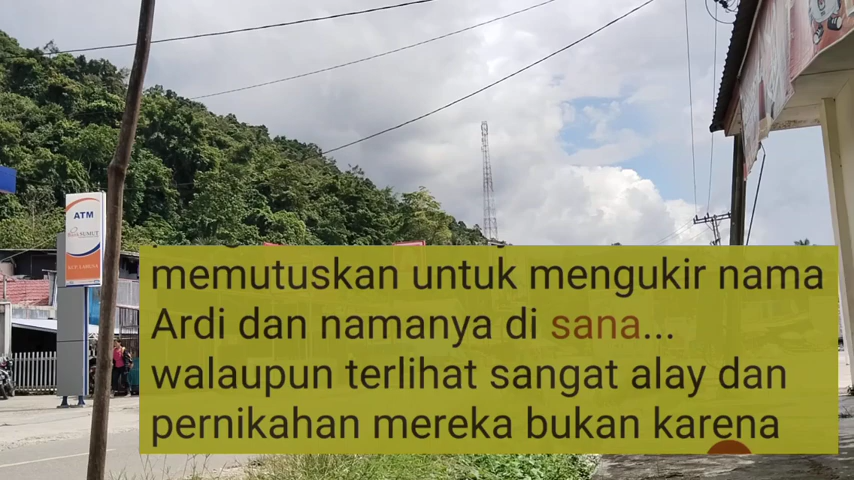 ATM
SUMUT
memutuskan untuk mengukir nama
Ardi dan namanya di sana...
walaupun terlihat sangat alay dan
pernikahan mereka bukan karena